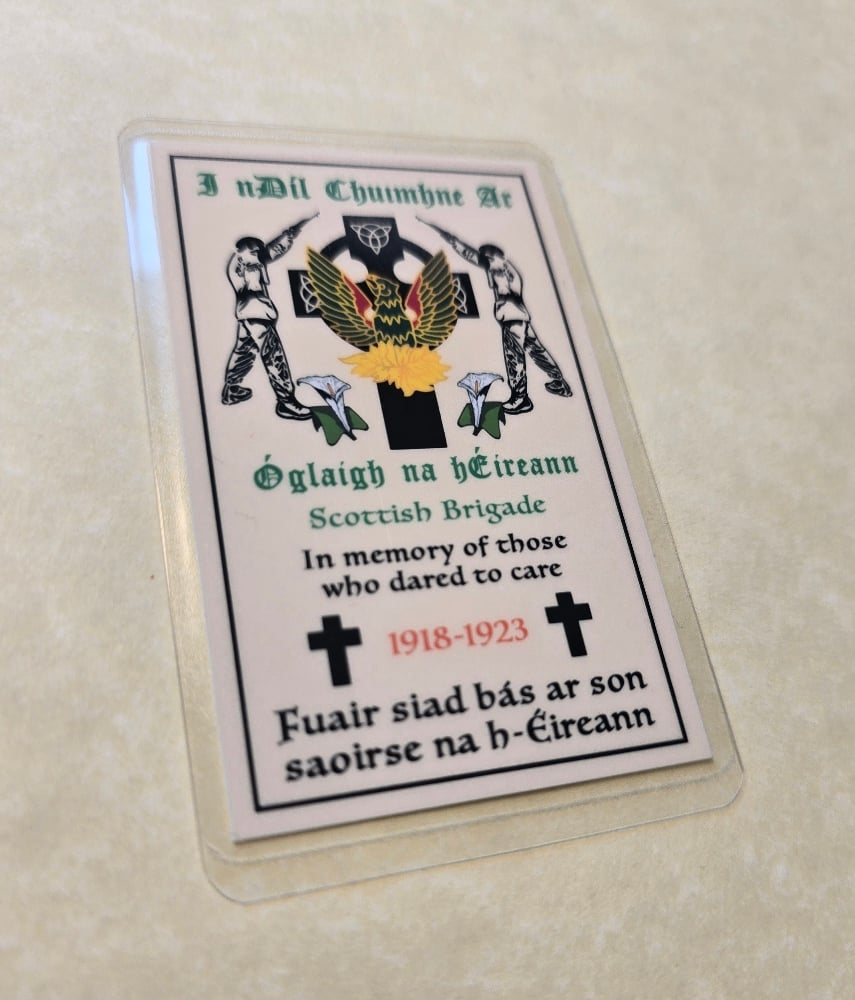 I nDíl Chuimhne Ar
Óglaigh na hÉireann
Scottish Brigade
In memory of those
who dared to care
1918-1923
Fuair siad bás ar son
saoirse na h-Éireann